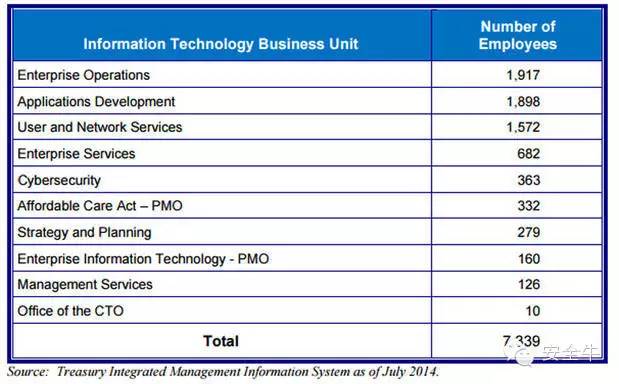 Information Technology Business Unit Number of
Employees
Enterprise Operations 1,917
Applications Development 1,898
User and Network Services 1,572
Enterprise Services 682
Cybersecurity 363
Affordable Care Act – PMO 332
Strategy and Planning 279
Enterprise Information Technology - PMO 160
Management Services 126
Office of the CTO 10
Total 7,339
Source: Treasury Integrated Management Information System as of July 2014.
安全牛